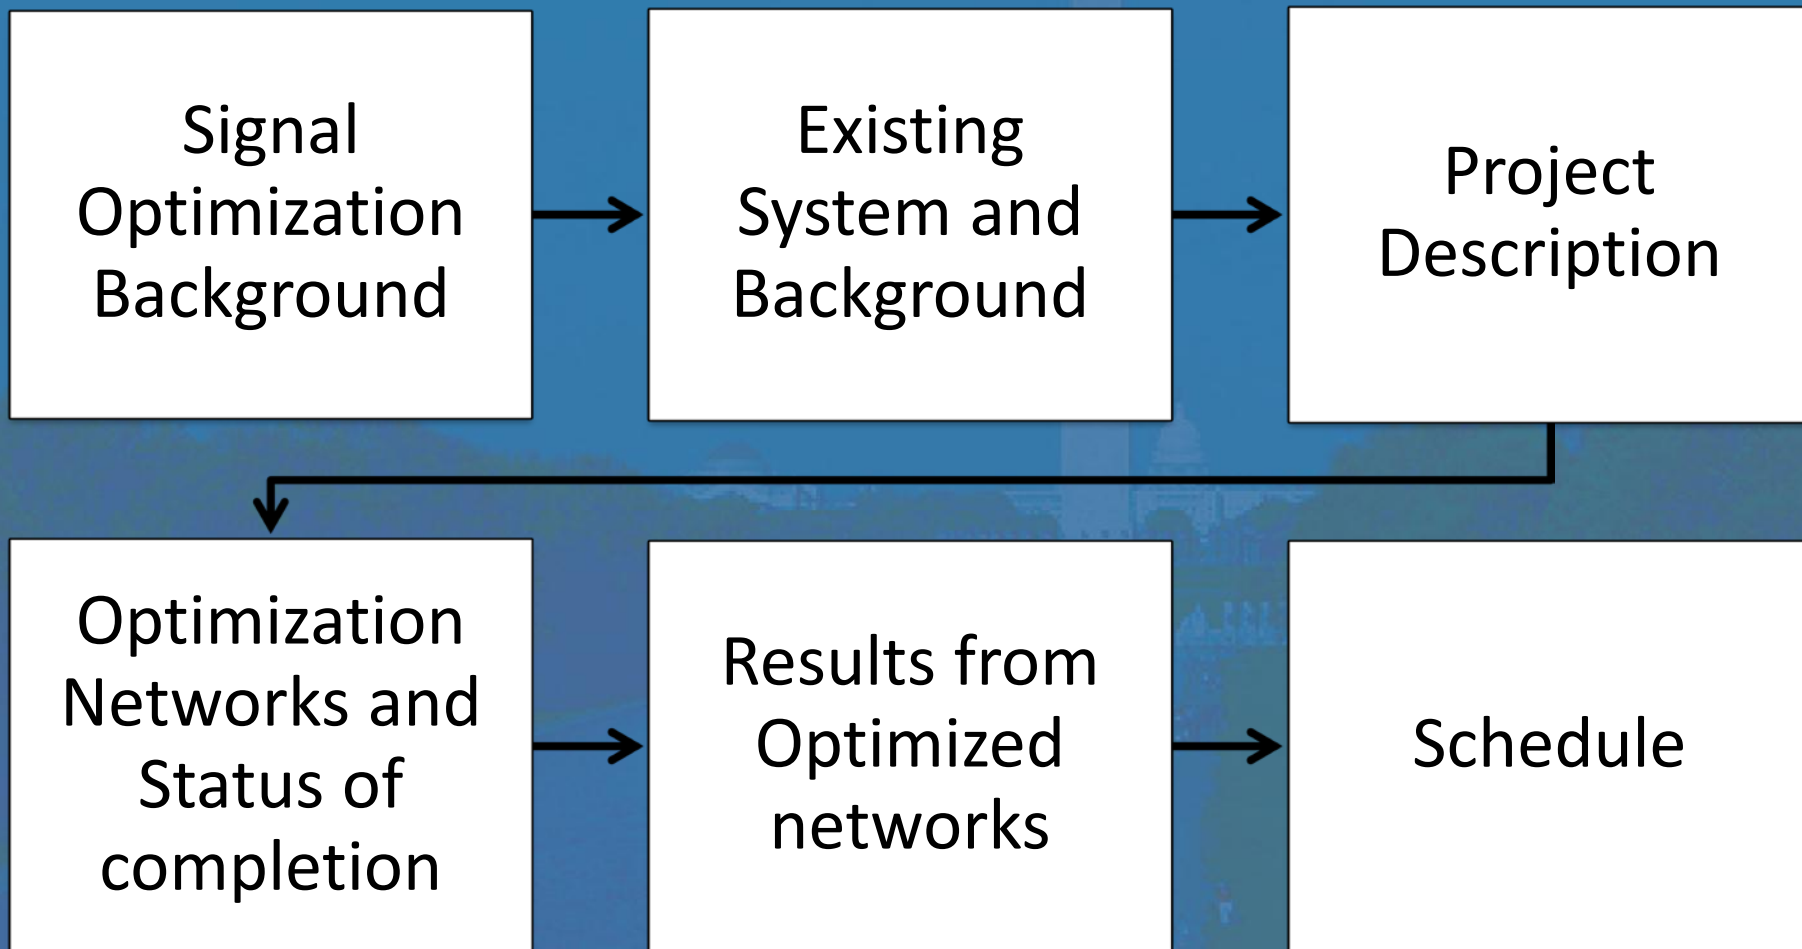 Signal
Optimization
Background
Existing
System and
Background
Project
Description
Optimization
Networks and
Status of
completion
Results from
Optimized
networks
Schedule